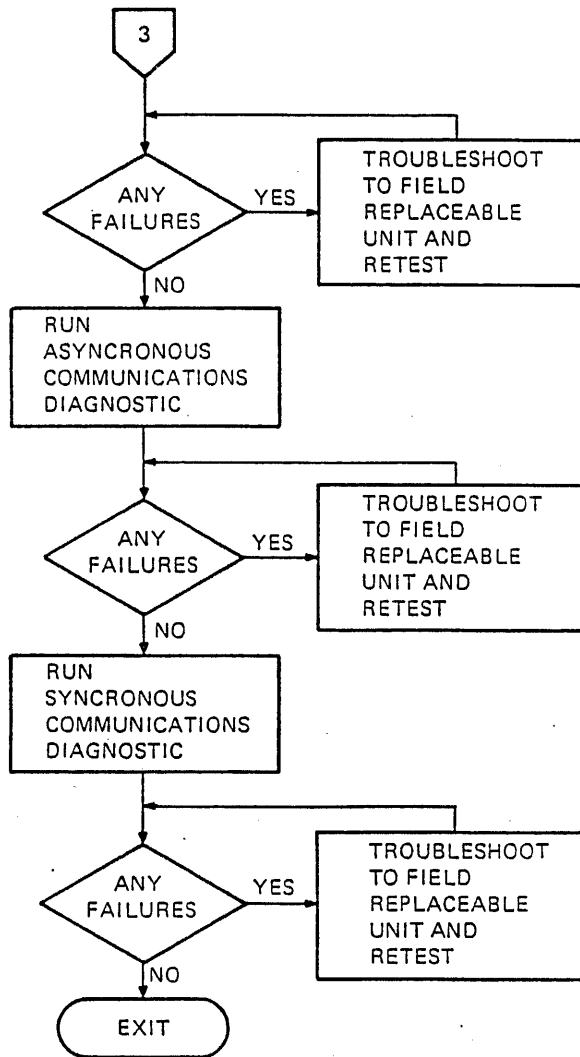 3
ANY
FAILURES
YES
TROUBLESHOOT
TO FIELD
REPLACEABLE
UNIT AND
RETEST
NO
RUN
ASYNCRONOUS
COMMUNICATIONS
DIAGNOSTIC
ANY
FAILURES
YES
TROUBLESHOOT
TO FIELD
REPLACEABLE
UNIT AND
RETEST
NO
RUN
SYNCRONOUS
COMMUNICATIONS
DIAGNOSTIC
ANY
FAILURES
YES
TROUBLESHOOT
TO FIELD
REPLACEABLE
UNIT AND
RETEST
NO
EXIT